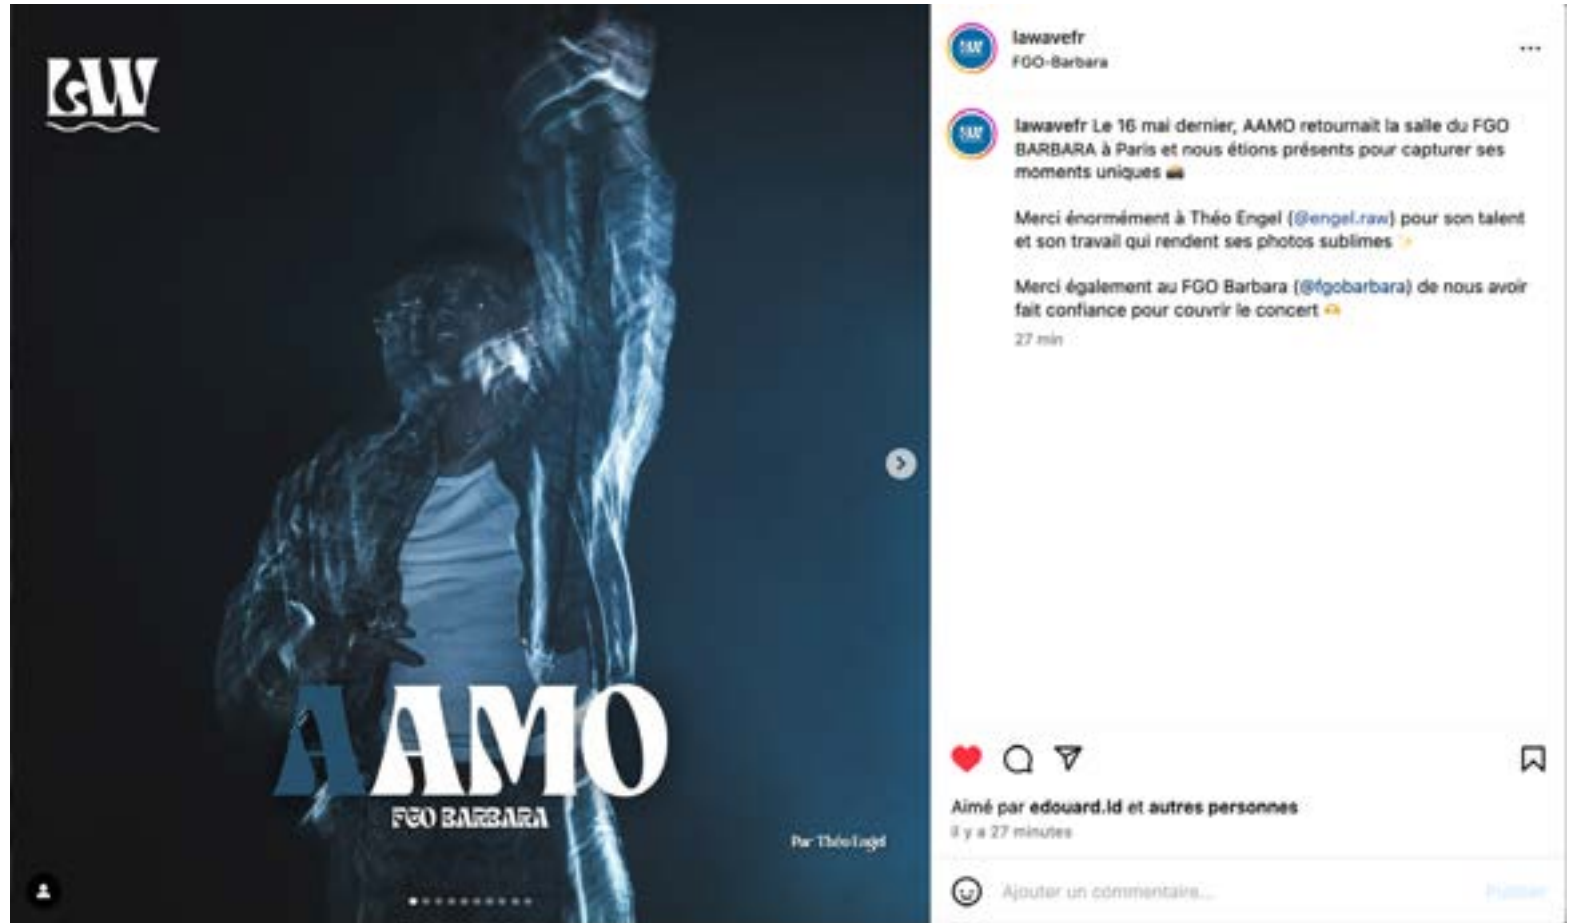 LW
AAMO
FGO BARBARA
Par Théo Engel
lawavefr
FGO-Barbara
lawavefr Le 16 mai dernier, AAMO retournait la salle du FGO
BARBARA à Paris et nous étions présents pour capturer ses
moments uniques 📸
Merci énormément à Théo Engel (@engel.raw) pour son talent
et son travail qui rendent ses photos sublimes ✨
Merci également au FGO Barbara (@fgobarbara) de nous avoir
fait confiance pour couvrir le concert 🫶
27 min
Aimé par edouard.ld et autres personnes
il y a 27 minutes
Ajouter un commentaire...
Publier